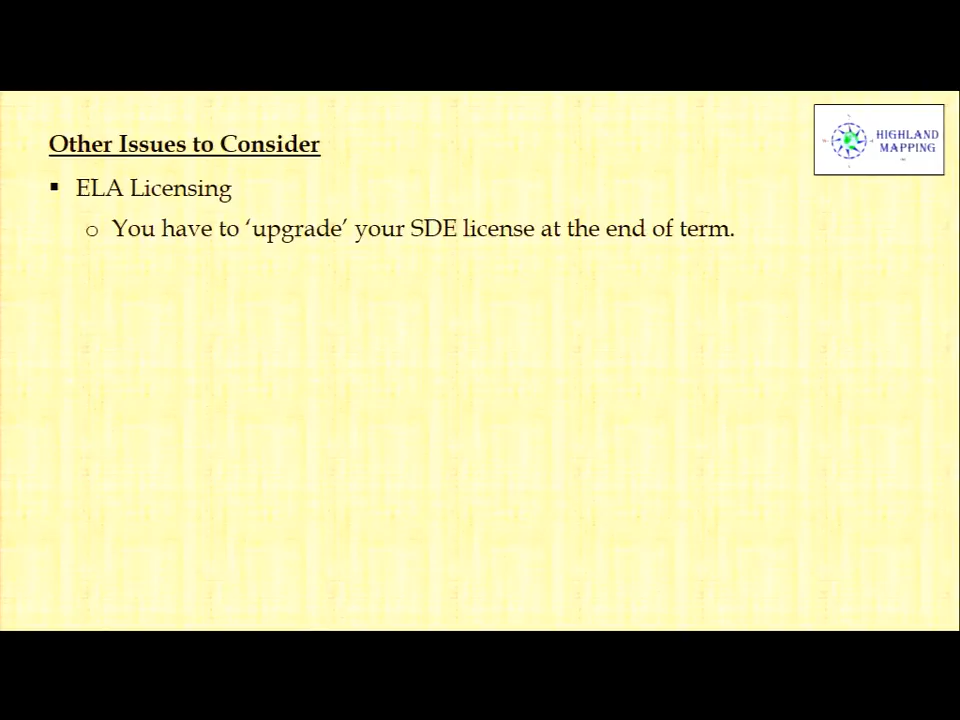 Other Issues to Consider
HIGHLAND
MAPPING
▪ ELA Licensing
o You have to ‘upgrade’ your SDE license at the end of term.